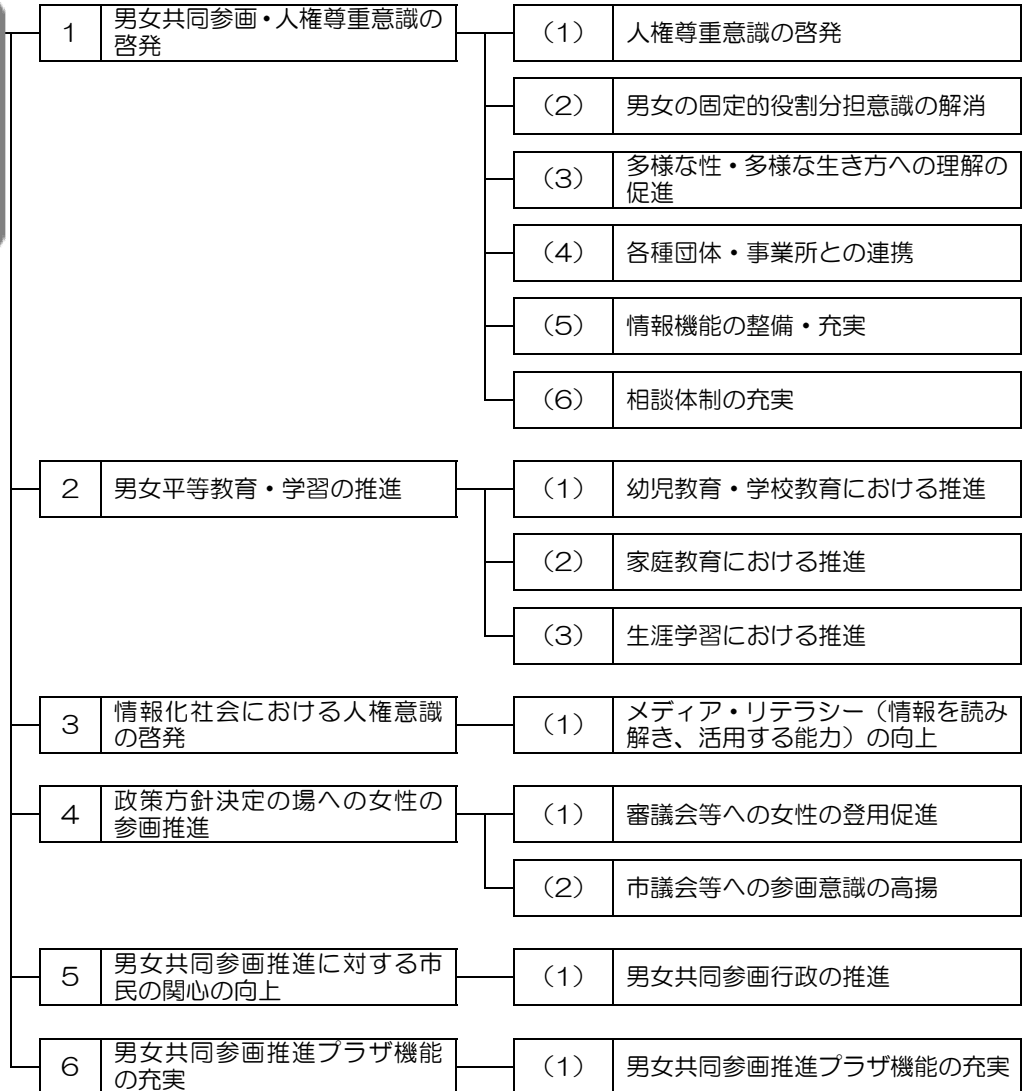 1
男女共同参画・人権尊重意識の
啓発
（1）
人権尊重意識の啓発
（2）
男女の固定的役割分担意識の解消
（3）
多様な性・多様な生き方への理解の
促進
（4）
各種団体・事業所との連携
（5）
情報機能の整備・充実
（6）
相談体制の充実
2
男女平等教育・学習の推進
（1）
幼児教育・学校教育における推進
（2）
家庭教育における推進
（3）
生涯学習における推進
3
情報化社会における人権意識
の啓発
（1）
メディア・リテラシー（情報を読み
解き、活用する能力）の向上
4
政策方針決定の場への女性の
参画推進
（1）
審議会等への女性の登用促進
（2）
市議会等への参画意識の高揚
5
男女共同参画推進に対する市
民の関心の向上
（1）
男女共同参画行政の推進
6
男女共同参画推進プラザ機能
の充実
（1）
男女共同参画推進プラザ機能の充実